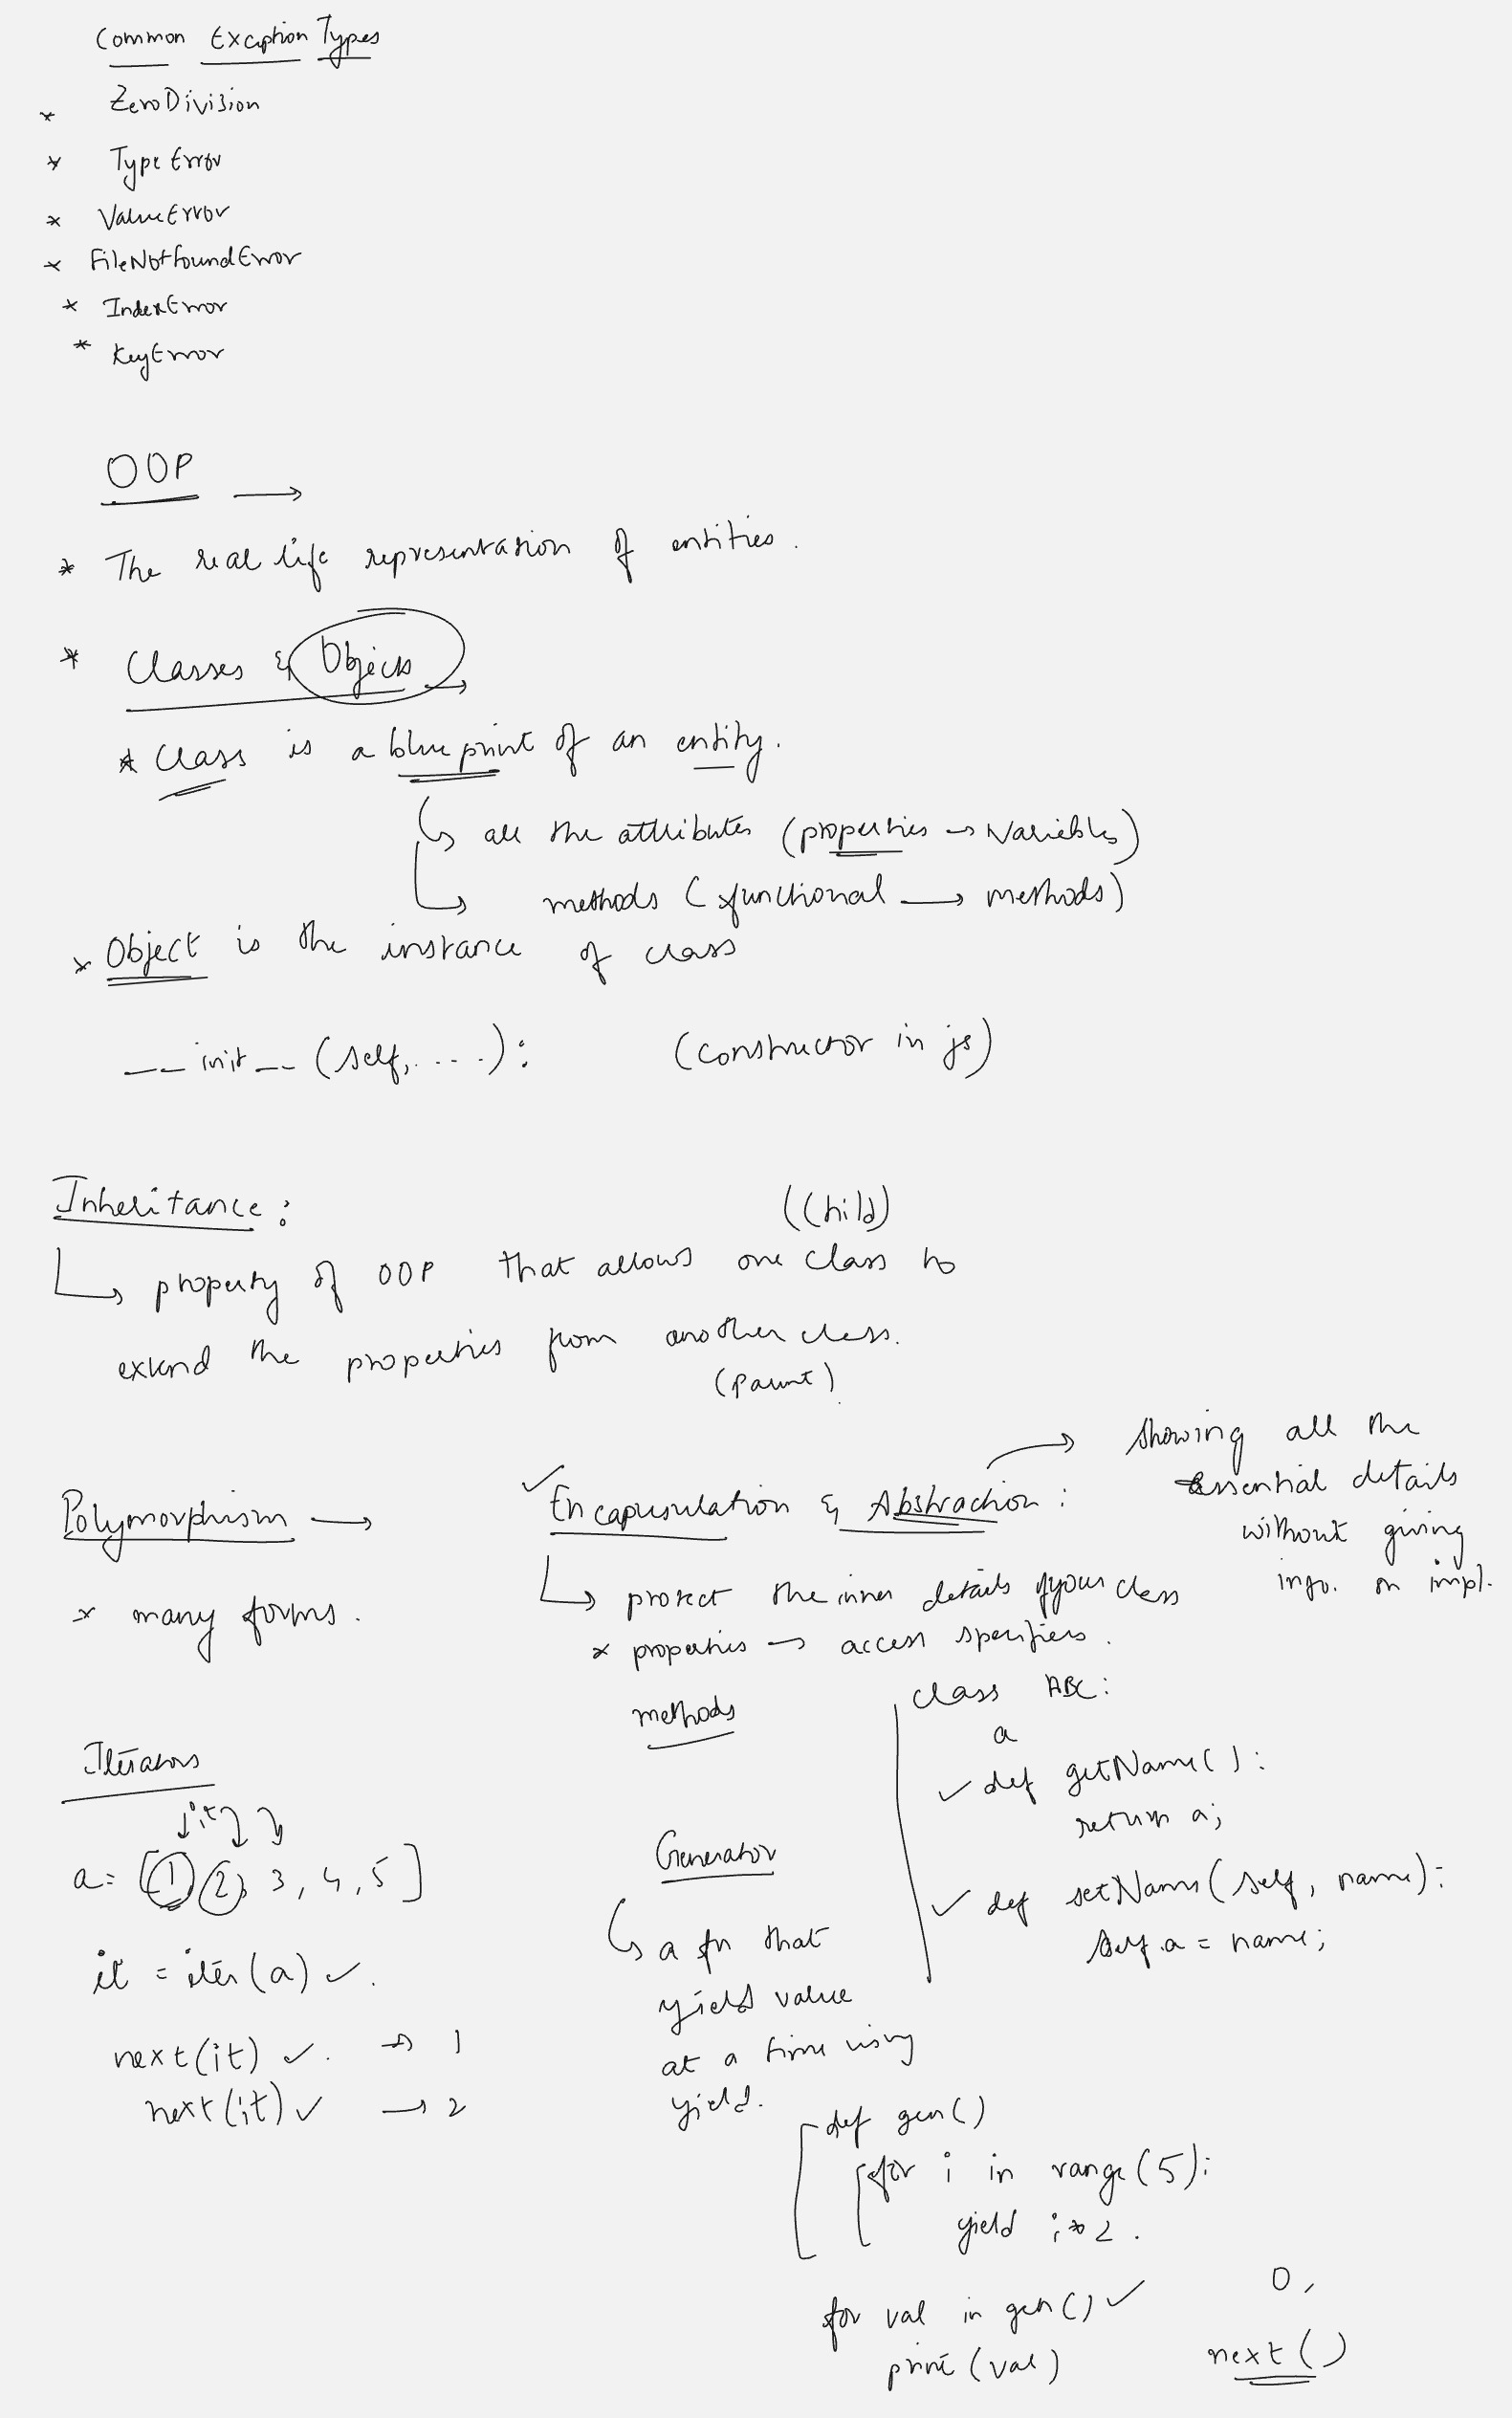 Common Exception Types
* ZeroDivision
* TypeError
* ValueError
* FileNotFoundError
* IndexError
* KeyError
OOP →
* The real life representation of entities.
* Classes & Objects →
* Class is a blueprint of an entity.
↳ all the attributes (properties → variables)
↳ methods (functional → methods)
* Object is the instance of class
__init__(self, ....): (constructor in js)
Inheritance:
(Child)
↳ property of OOP that allows one class to
extend the properties from another class.
(parent)
Polymorphism →
* many forms.
✓ Encapsulation & Abstraction: → showing all the
essential details
without giving
info. on impl.
↳ protect the inner details of your class
* properties → access specifiers.
methods
class ABC:
a
✓ def getName():
return a;
✓ def setName(self, name):
self.a = name;
Iterators
it
a = [1, 2, 3, 4, 5]
it = iter(a) ✓.
next(it) ✓. → 1
next(it) ✓ → 2
Generator
↳ a fn that
yield value
at a time using
yield.
def gen()
for i in range(5):
yield i*2.
for val in gen() ✓
print(val)
0,
next()